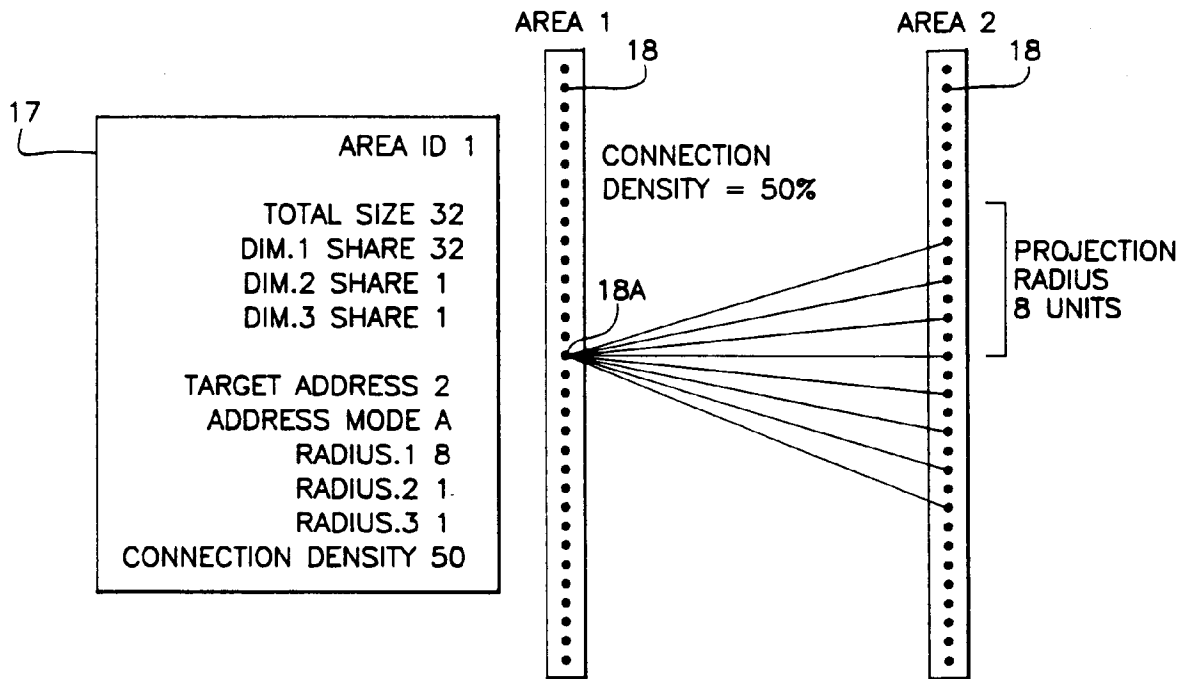 AREA 1
AREA 2
18
18
17
AREA ID 1
TOTAL SIZE 32
DIM.1 SHARE 32
DIM.2 SHARE 1
DIM.3 SHARE 1
TARGET ADDRESS 2
ADDRESS MODE A
RADIUS.1 8
RADIUS.2 1
RADIUS.3 1
CONNECTION DENSITY 50
CONNECTION
DENSITY = 50%
18A
PROJECTION
RADIUS
8 UNITS